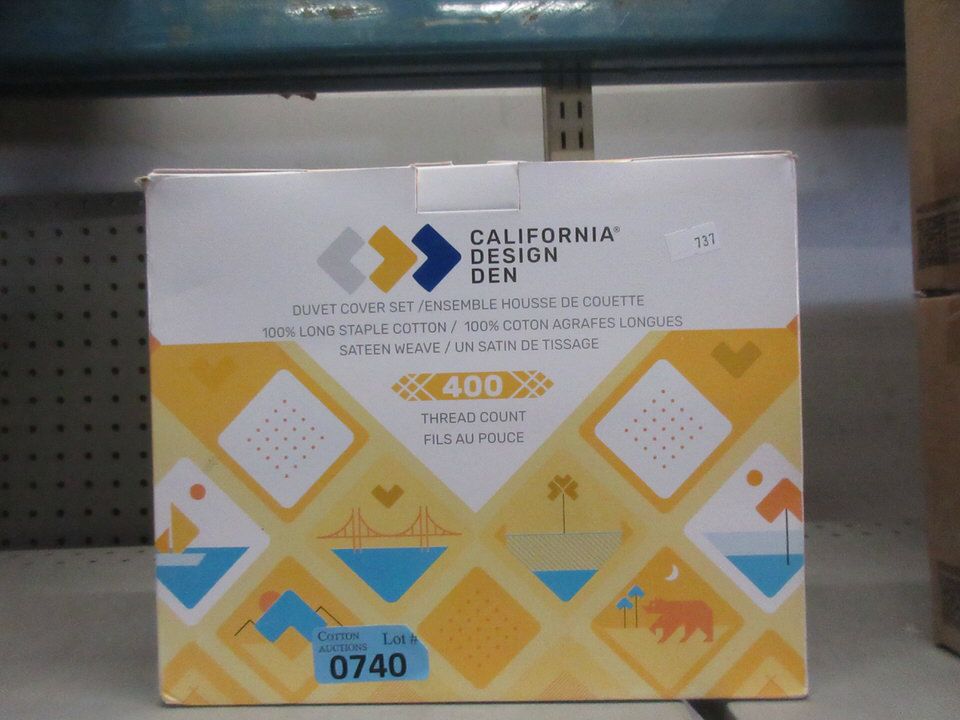 CALIFORNIA®
DESIGN
DEN
737
DUVET COVER SET /ENSEMBLE HOUSSE DE COUETTE
100% LONG STAPLE COTTON / 100% COTON AGRAFES LONGUES
SATEEN WEAVE / UN SATIN DE TISSAGE
400
THREAD COUNT
FILS AU POUCE
COTTON
AUCTIONS
Lot #
0740